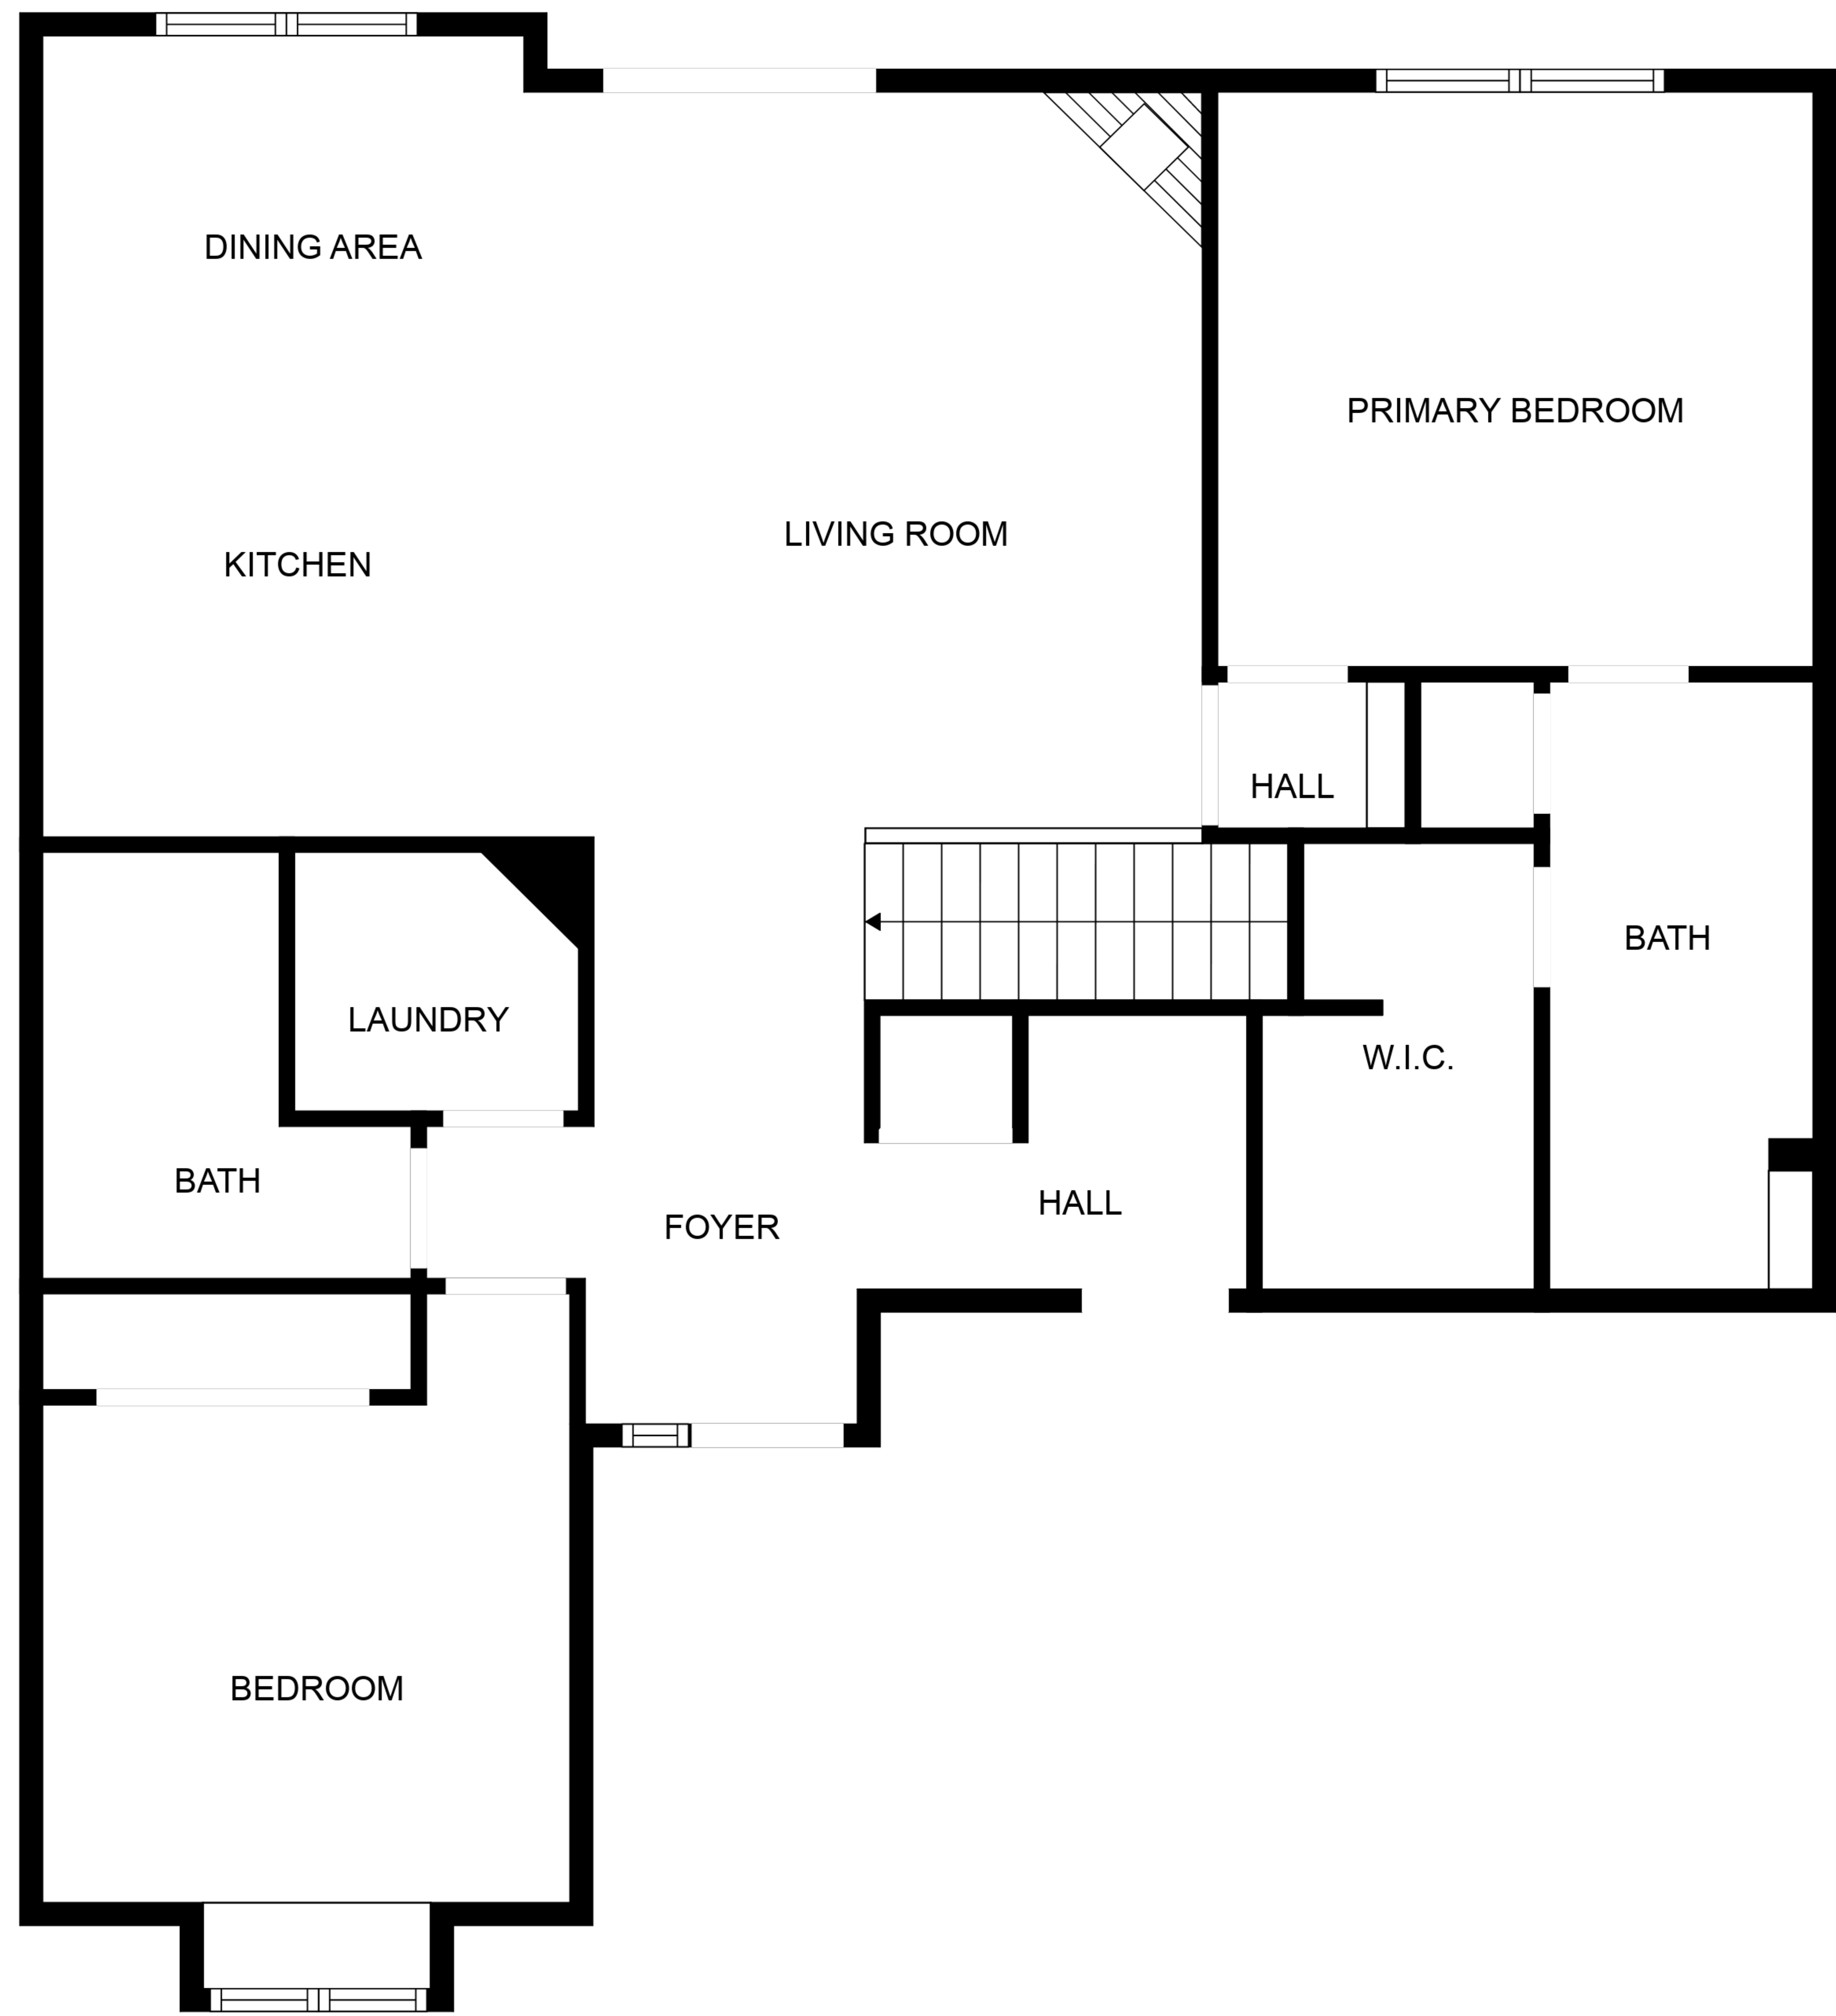 DINING AREA
PRIMARY BEDROOM
LIVING ROOM
KITCHEN
HALL
BATH
LAUNDRY
W.I.C.
BATH
HALL
FOYER
BEDROOM